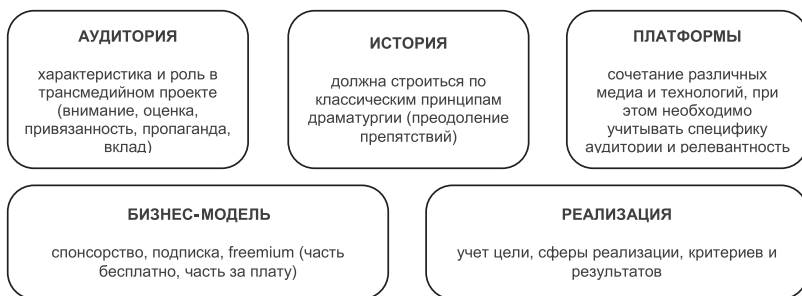 АУДИТОРИЯ
характеристика и роль в
трансмедийном проекте
(внимание, оценка,
привязанность, пропаганда,
вклад)
ИСТОРИЯ
должна строиться по
классическим принципам
драматургии (преодоление
препятствий)
ПЛАТФОРМЫ
сочетание различных
медиа и технологий, при
этом необходимо
учитывать специфику
аудитории и релевантность
БИЗНЕС-МОДЕЛЬ
спонсорство, подписка, freemium (часть
бесплатно, часть за плату)
РЕАЛИЗАЦИЯ
учет цели, сферы реализации, критериев и
результатов